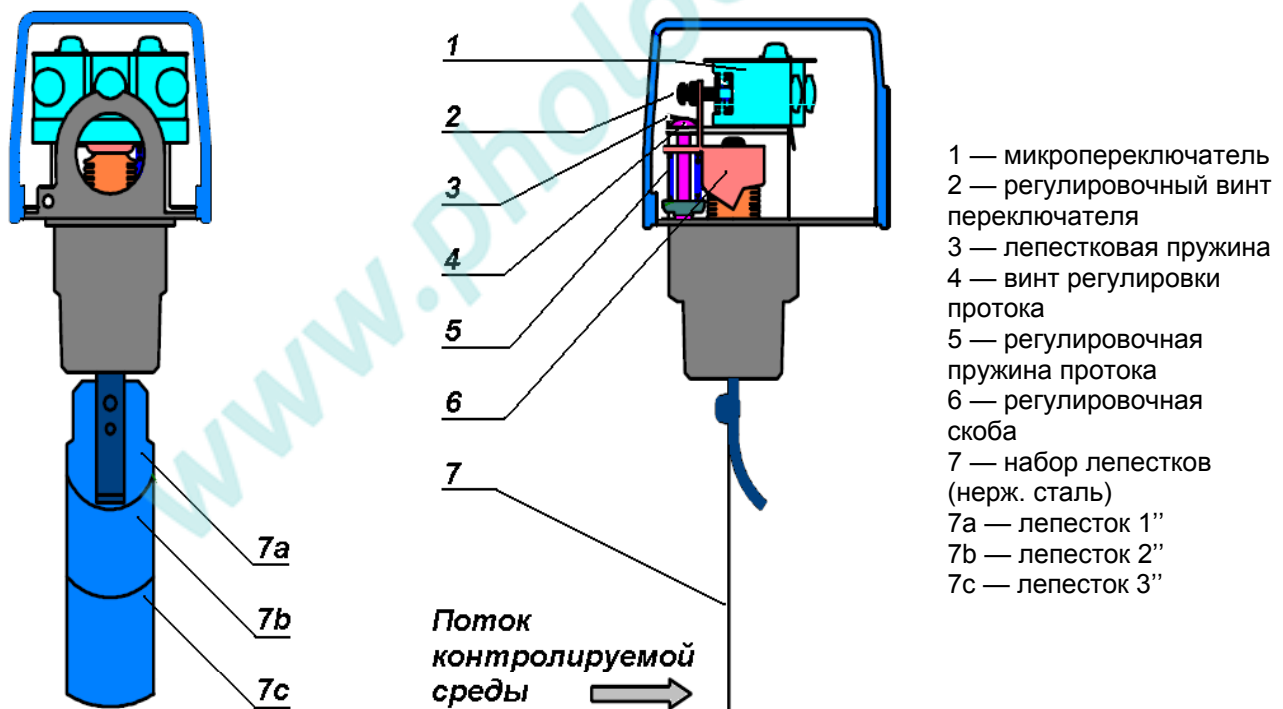 1
2
3
4
5
6
7
7a
7b
7c
Поток
контролируемой
среды
1 — микропереключатель
2 — регулировочный винт
переключателя
3 — лепестковая пружина
4 — винт регулировки
протока
5 — регулировочная
пружина протока
6 — регулировочная
скоба
7 — набор лепестков
(нерж. сталь)
7a — лепесток 1’’
7b — лепесток 2’’
7c — лепесток 3’’
www.pholo